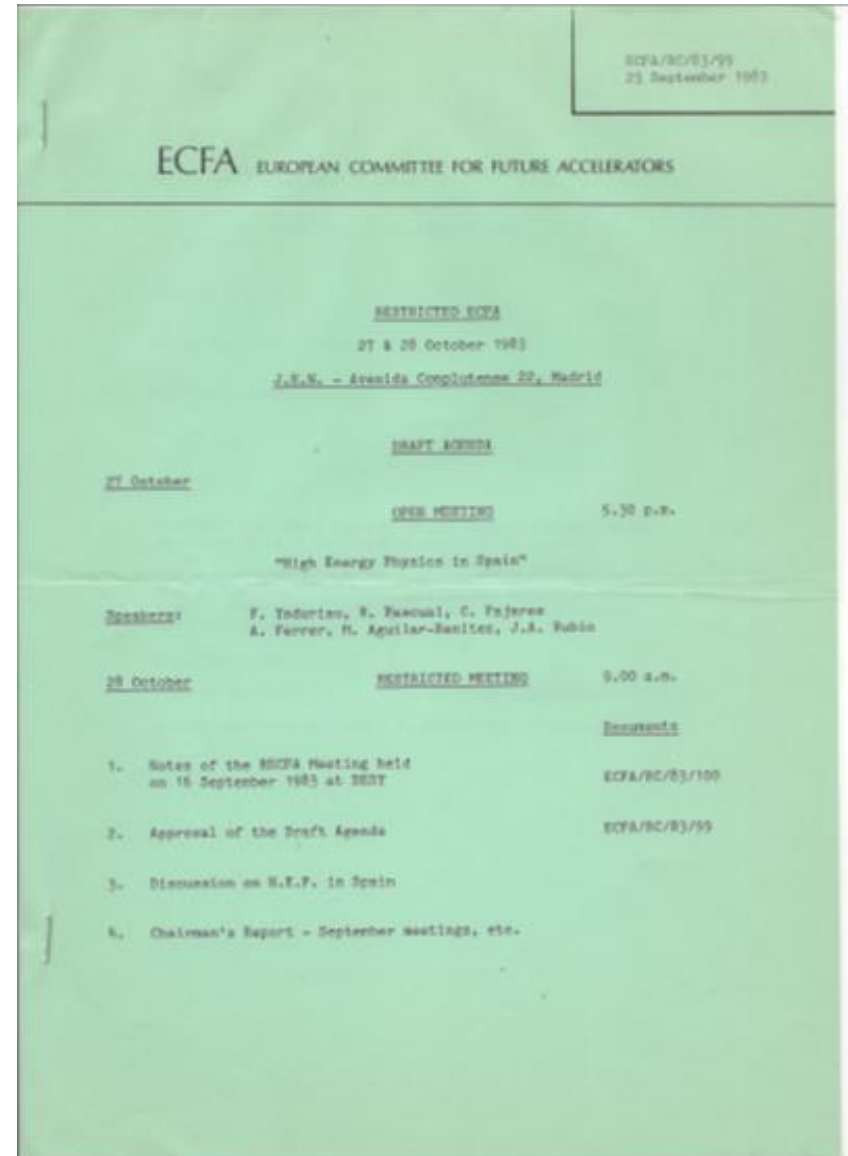 ECFA/RC/83/99
23 September 1983
ECFA EUROPEAN COMMITTEE FOR FUTURE ACCELERATORS
RESTRICTED ECFA
27 & 28 October 1983
J.E.N. - Avenida Complutense 22, Madrid
DRAFT AGENDA
27 October
OPEN MEETING 5.30 p.m.
"High Energy Physics in Spain"
Speakers: F. Yndurain, R. Pascual, C. Pajares
A. Ferrer, M. Aguilar-Benitez, J.A. Rubio
28 October RESTRICTED MEETING 9.00 a.m.
Documents
1. Notes of the RECFA Meeting held ECFA/RC/83/100
on 16 September 1983 at DESY
2. Approval of the Draft Agenda ECFA/RC/83/99
3. Discussion on H.E.P. in Spain
4. Chairman's Report - September meetings, etc.